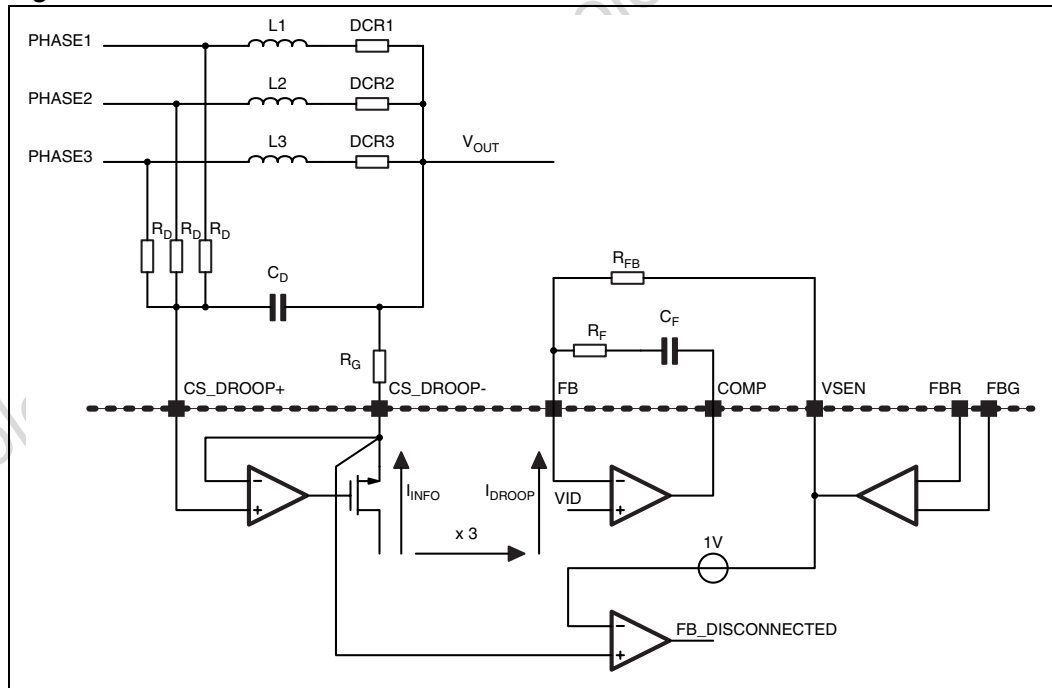 L1 DCR1
PHASE1
L2 DCR2
PHASE2
L3 DCR3
PHASE3
VOUT
RD RD RD
CD
RFB
RF CF
RG
CS_DROOP+ CS_DROOP- FB COMP VSEN FBR FBG
IINFO IDROOP
VID
x 3
1V
FB_DISCONNECTED